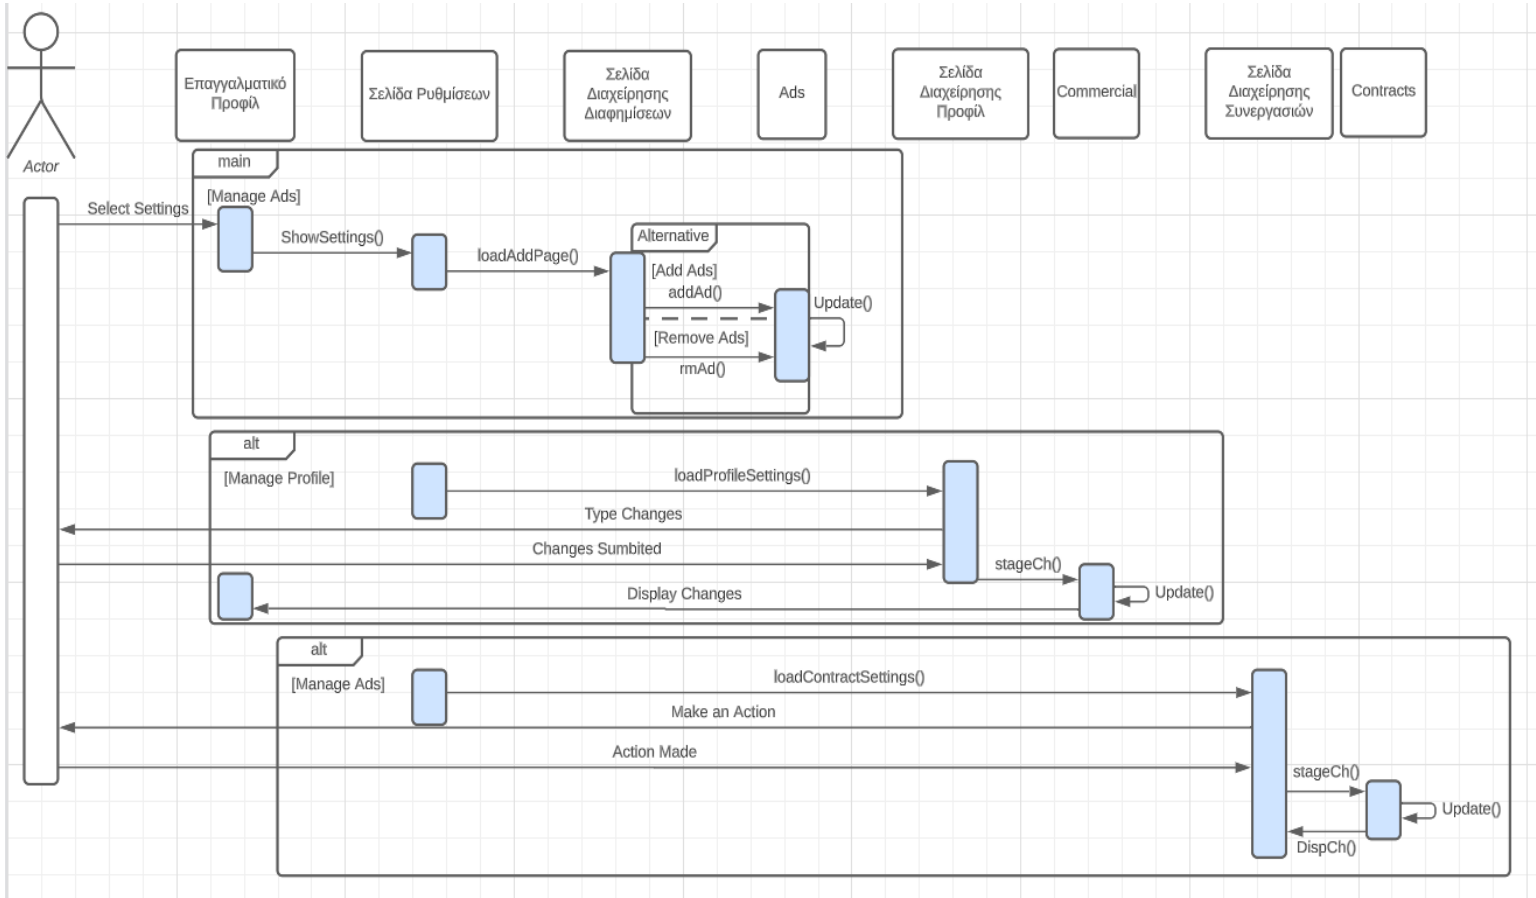 Actor
Επαγγαλματικό
Προφίλ
Σελίδα Ρυθμίσεων
Σελίδα
Διαχείρησης
Διαφημίσεων
Ads
Σελίδα
Διαχείρησης
Προφίλ
Commercial
Σελίδα
Διαχείρησης
Συνεργασιών
Contracts
main
[Manage Ads]
Select Settings
ShowSettings()
loadAddPage()
Alternative
[Add Ads]
addAd()
Update()
[Remove Ads]
rmAd()
alt
[Manage Profile]
loadProfileSettings()
Type Changes
Changes Sumbited
stageCh()
Update()
Display Changes
alt
[Manage Ads]
loadContractSettings()
Make an Action
Action Made
stageCh()
Update()
DispCh()